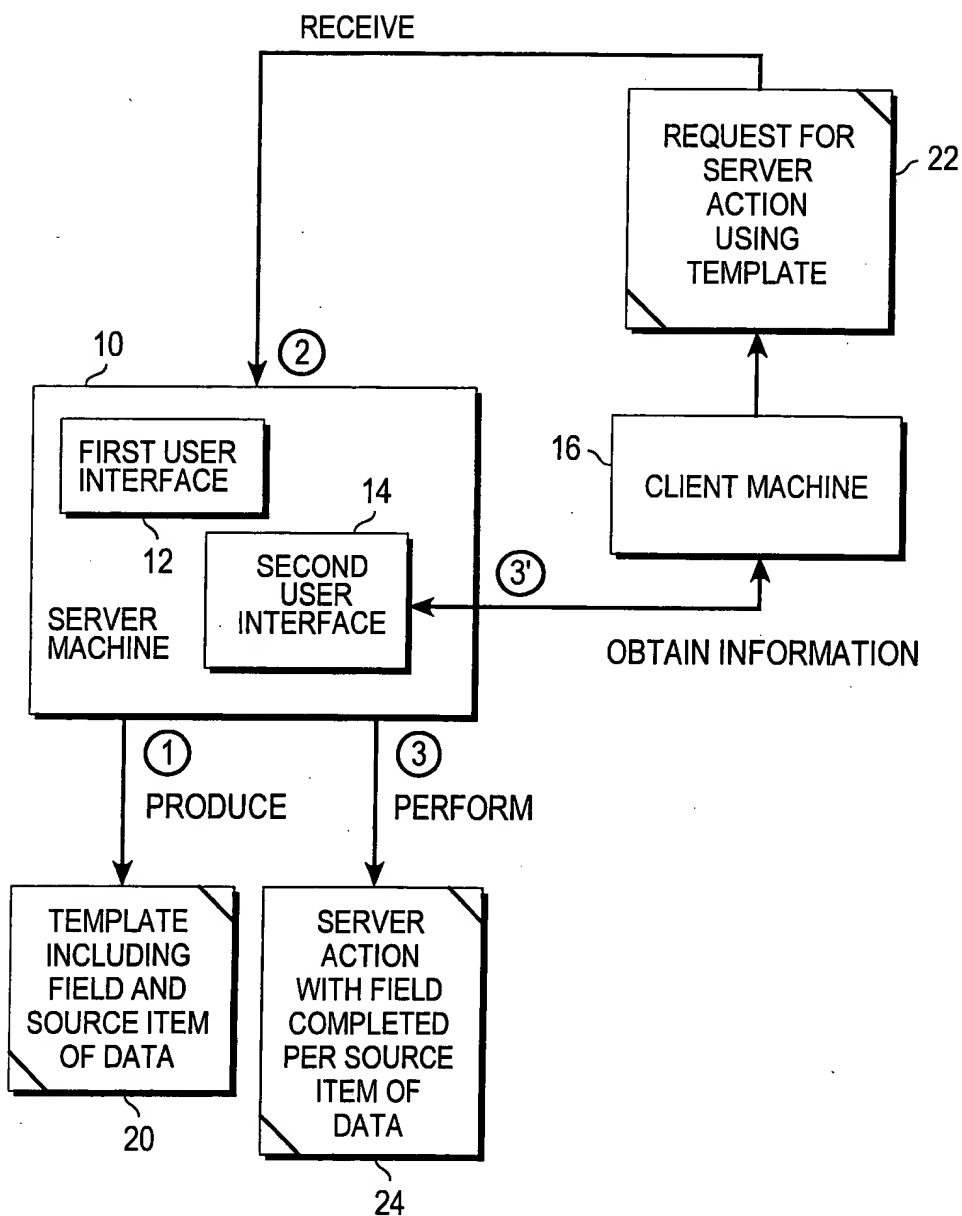 RECEIVE
REQUEST FOR
SERVER
ACTION
USING
TEMPLATE
22
10
2
FIRST USER
INTERFACE
12
14
SECOND
USER
INTERFACE
SERVER
MACHINE
16
CLIENT MACHINE
3'
OBTAIN INFORMATION
1
PRODUCE
3
PERFORM
TEMPLATE
INCLUDING
FIELD AND
SOURCE ITEM
OF DATA
20
SERVER
ACTION
WITH FIELD
COMPLETED
PER SOURCE
ITEM OF
DATA
24